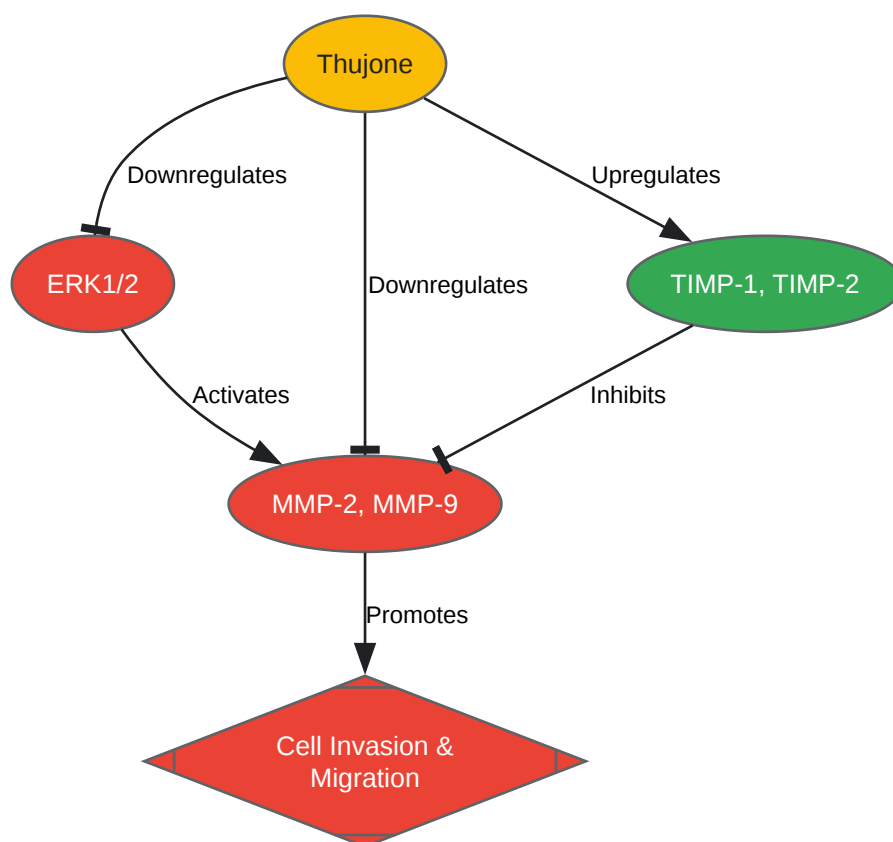 Thujone
Downregulates
Upregulates
ERK1/2
Downregulates
TIMP-1, TIMP-2
Activates
Inhibits
MMP-2, MMP-9
Promotes
Cell Invasion &
Migration